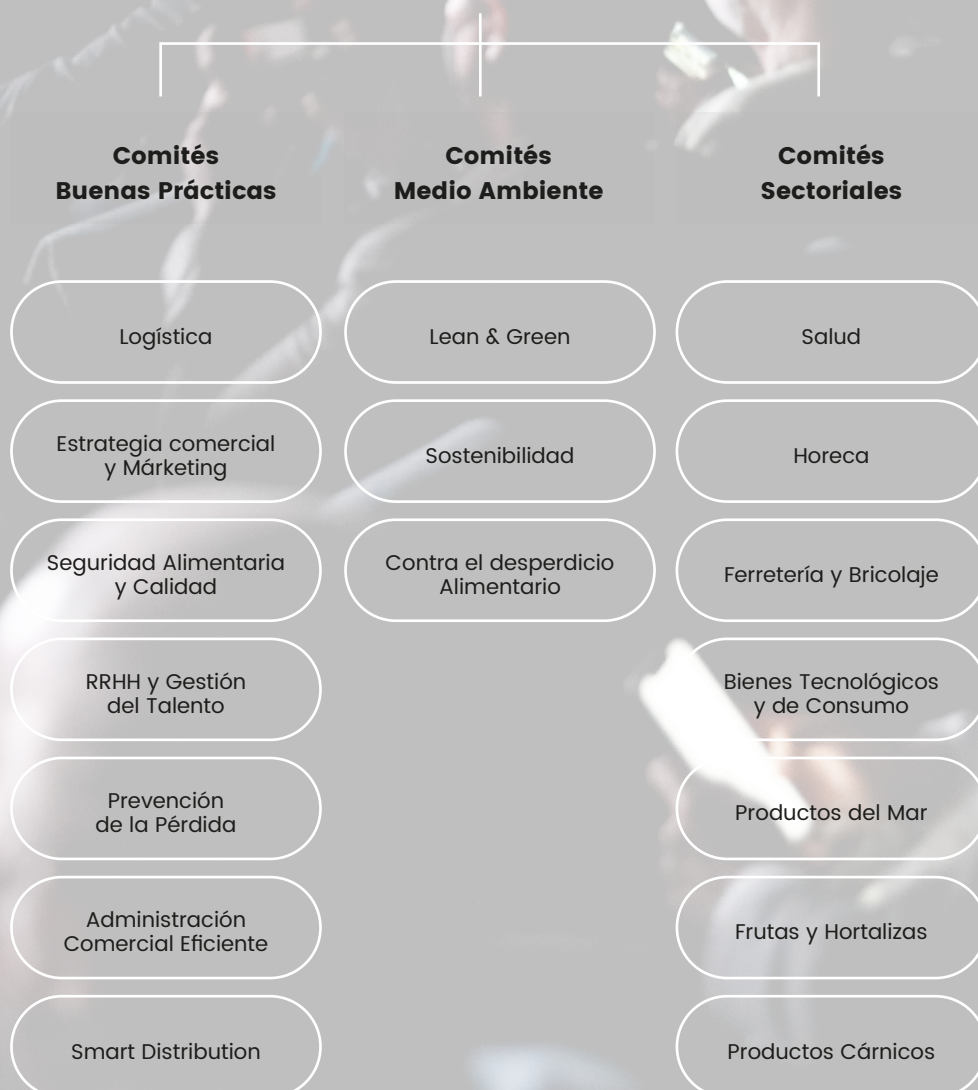 Comités
Buenas Prácticas
Comités
Medio Ambiente
Comités
Sectoriales
Logística
Estrategia comercial
y Márketing
Seguridad Alimentaria
y Calidad
RRHH y Gestión
del Talento
Prevención
de la Pérdida
Administración
Comercial Eficiente
Smart Distribution
Lean & Green
Sostenibilidad
Contra el desperdicio
Alimentario
Salud
Horeca
Ferretería y Bricolaje
Bienes Tecnológicos
y de Consumo
Productos del Mar
Frutas y Hortalizas
Productos Cárnicos